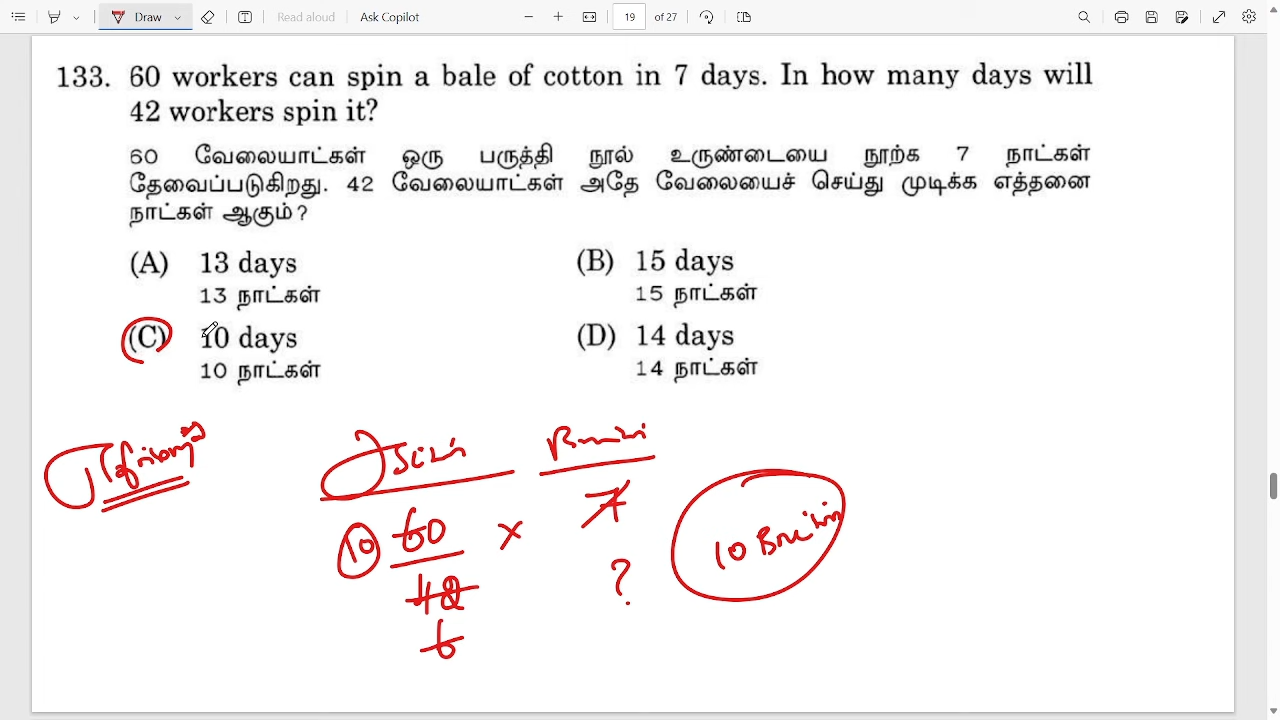 Draw
Read aloud
Ask Copilot
19
of 27
133. 60 workers can spin a bale of cotton in 7 days. In how many days will
42 workers spin it?
60 வேலையாட்கள் ஒரு பருத்தி நூல் உருண்டையை நூற்க 7 நாட்கள்
தேவைப்படுகிறது. 42 வேலையாட்கள் அதே வேலையைச் செய்து முடிக்க எத்தனை
நாட்கள் ஆகும்?
(A) 13 days
13 நாட்கள்
(B) 15 days
15 நாட்கள்
(C) 10 days
10 நாட்கள்
(D) 14 days
14 நாட்கள்
10 60 × 7
42 ?
6
10